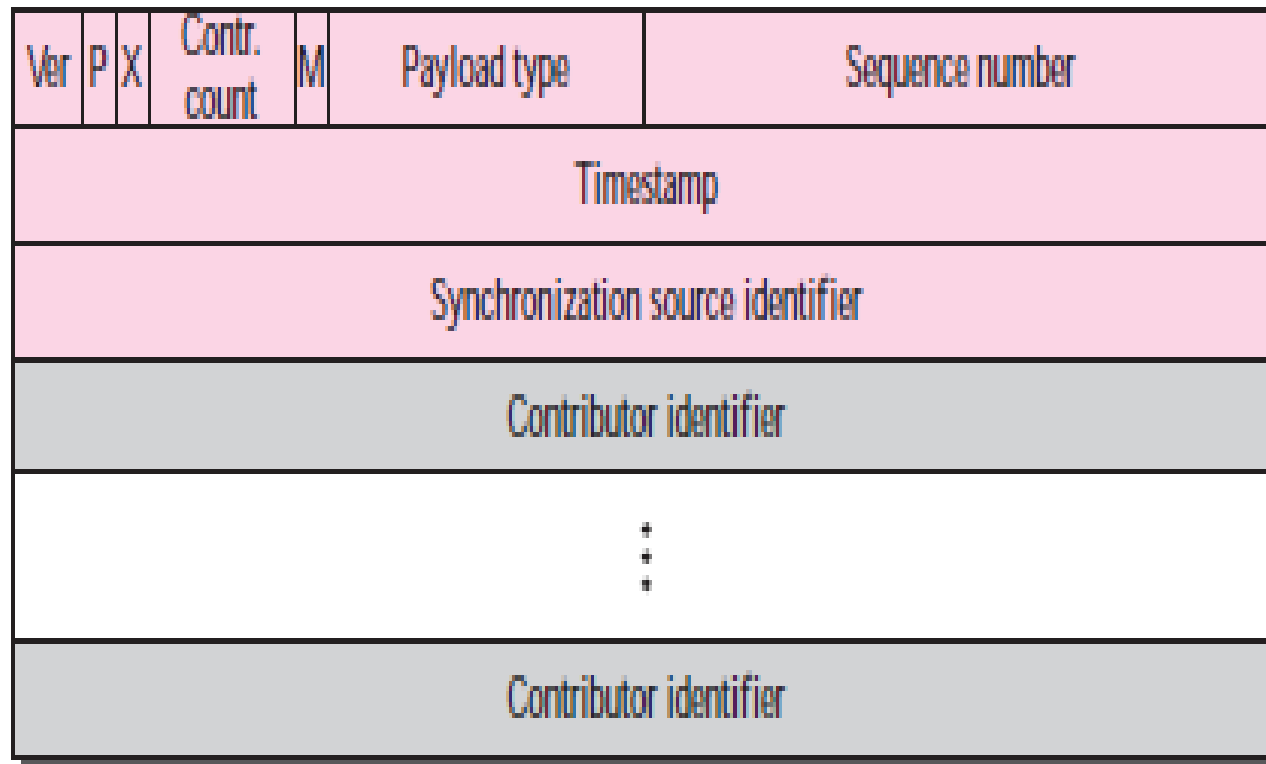 Ver P X Contr. count M Payload type Sequence number
Timestamp
Synchronization source identifier
Contributor identifier
Contributor identifier